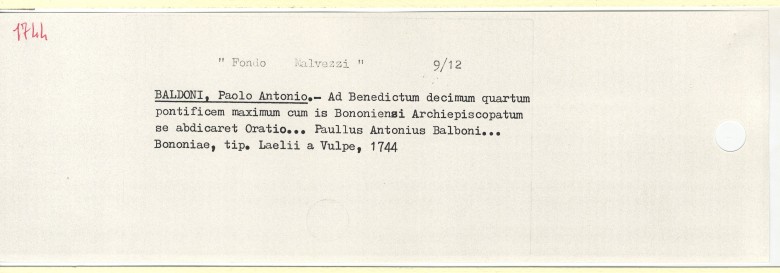 1744
" Fondo Malvezzi " 9/12
BALDONI, Paolo Antonio.- Ad Benedictum decimum quartum
pontificem maximum cum is Bononiensi Archiepiscopatum
se abdicaret Oratio... Paullus Antonius Balboni...
Bononiae, tip. Laelii a Vulpe, 1744